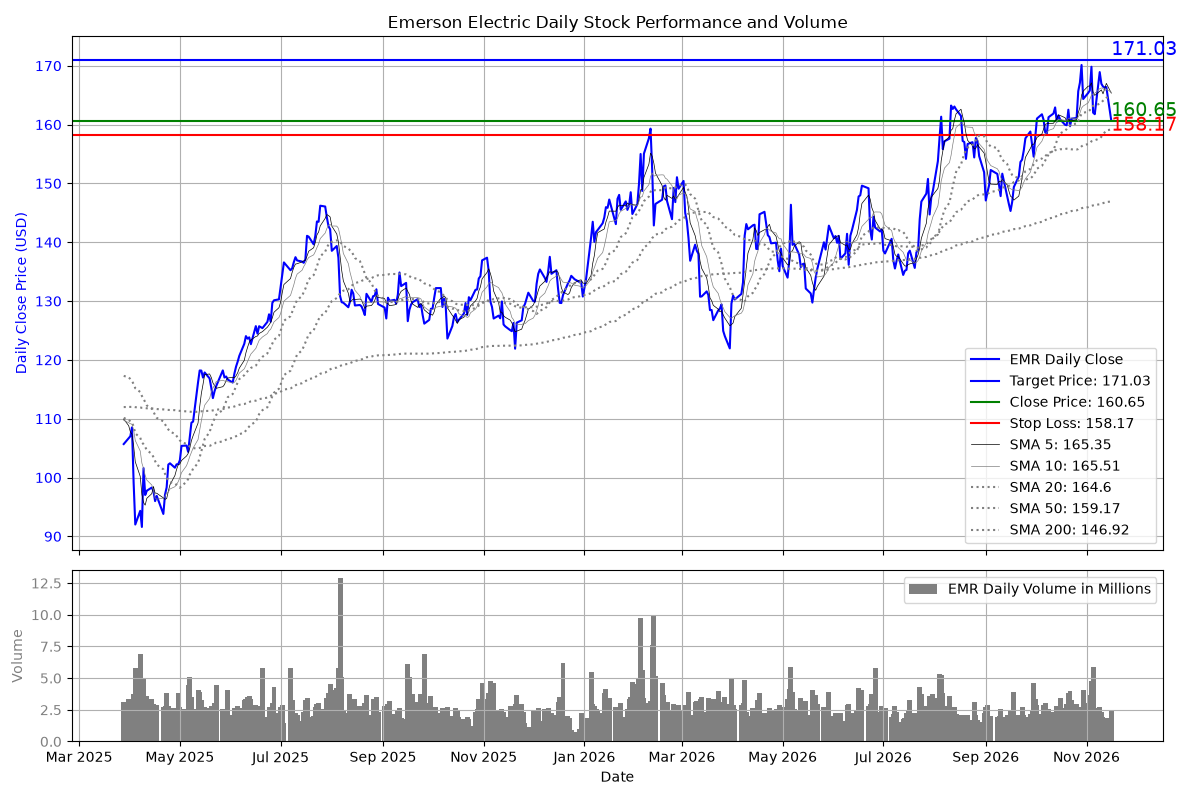 Emerson Electric Daily Stock Performance and Volume
Daily Close Price (USD)
170
160
150
140
130
120
110
100
90
171.03
160.65
158.17
EMR Daily Close
Target Price: 171.03
Close Price: 160.65
Stop Loss: 158.17
SMA 5: 165.35
SMA 10: 165.51
SMA 20: 164.6
SMA 50: 159.17
SMA 200: 146.92
Volume
12.5
10.0
7.5
5.0
2.5
0.0
EMR Daily Volume in Millions
Mar 2025 May 2025 Jul 2025 Sep 2025 Nov 2025 Jan 2026 Mar 2026 May 2026 Jul 2026 Sep 2026 Nov 2026
Date